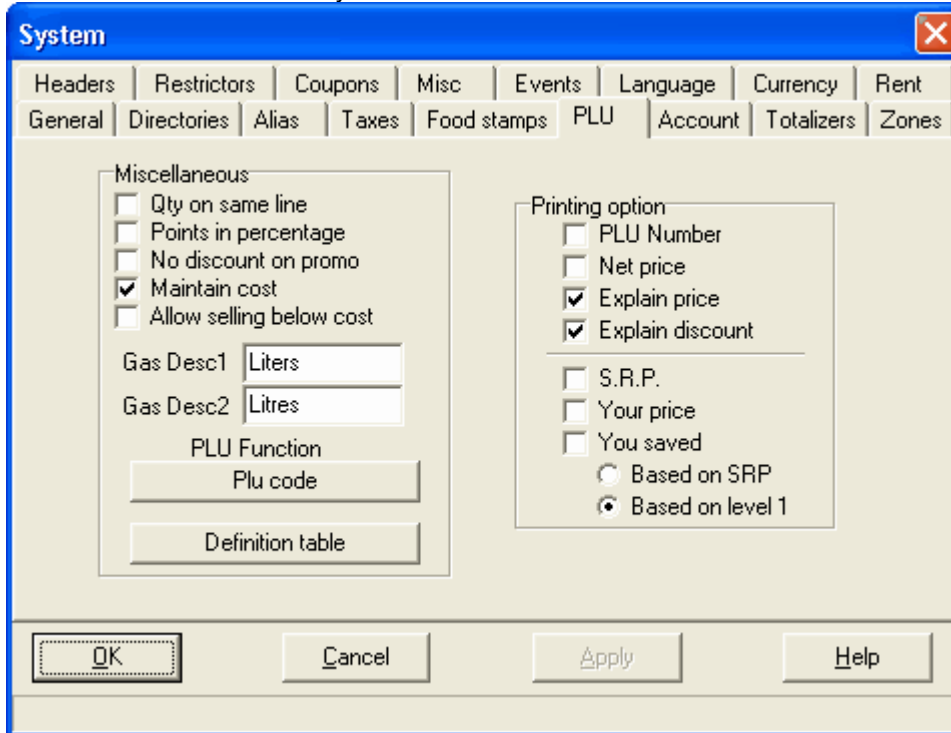 System
Headers Restrictors Coupons Misc Events Language Currency Rent
General Directories Alias Taxes Food stamps PLU Account Totalizers Zones
Miscellaneous
Qty on same line
Points in percentage
No discount on promo
Maintain cost
Allow selling below cost
Gas Desc1 Liters
Gas Desc2 Litres
PLU Function
Plu code
Definition table
Printing option
PLU Number
Net price
Explain price
Explain discount
S.R.P.
Your price
You saved
Based on SRP
Based on level 1
OK Cancel Apply Help